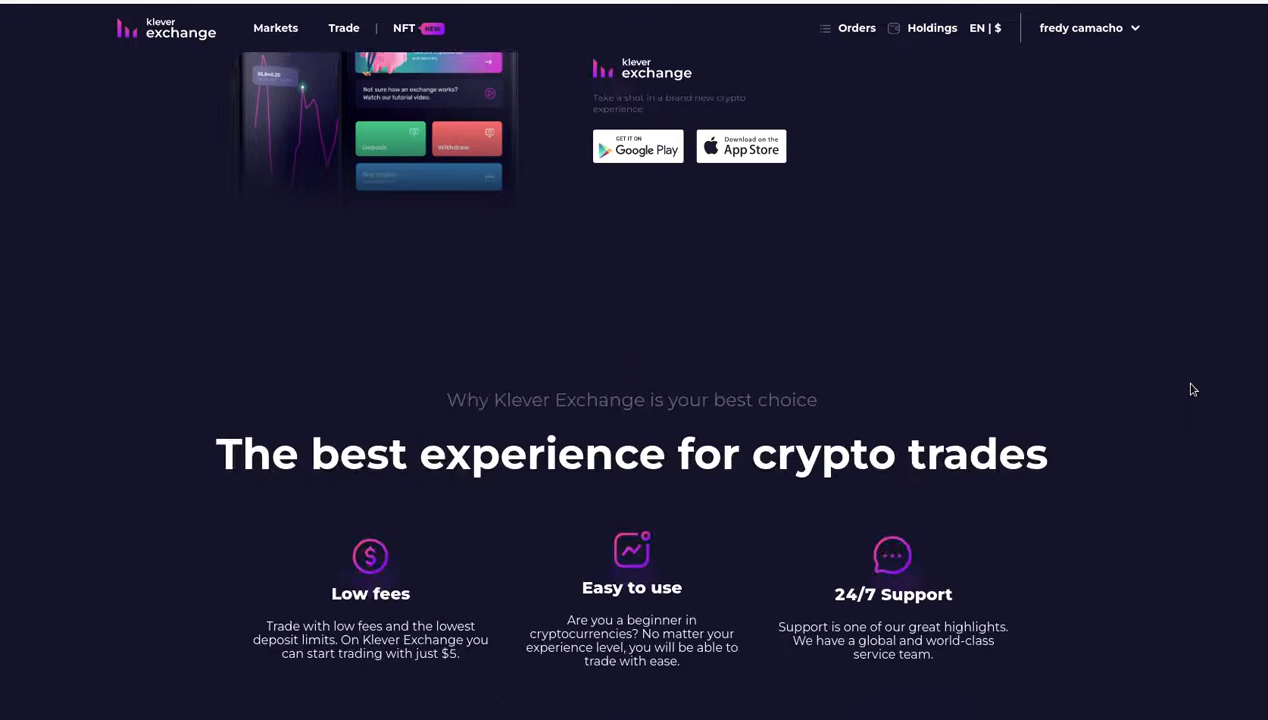 klever
exchange
Markets
Trade
|
NFT
NEW
Orders
Holdings
EN | $
fredy camacho
Not sure how an exchange works?
Watch our tutorial video.
Deposit
Withdraw
Buy crypto
klever
exchange
Take a shot in a brand new crypto
experience
GET IT ON
Google Play
Download on the
App Store
Why Klever Exchange is your best choice
The best experience for crypto trades
Low fees
Trade with low fees and the lowest
deposit limits. On Klever Exchange you
can start trading with just $5.
Easy to use
Are you a beginner in
cryptocurrencies? No matter your
experience level, you will be able to
trade with ease.
24/7 Support
Support is one of our great highlights.
We have a global and world-class
service team.